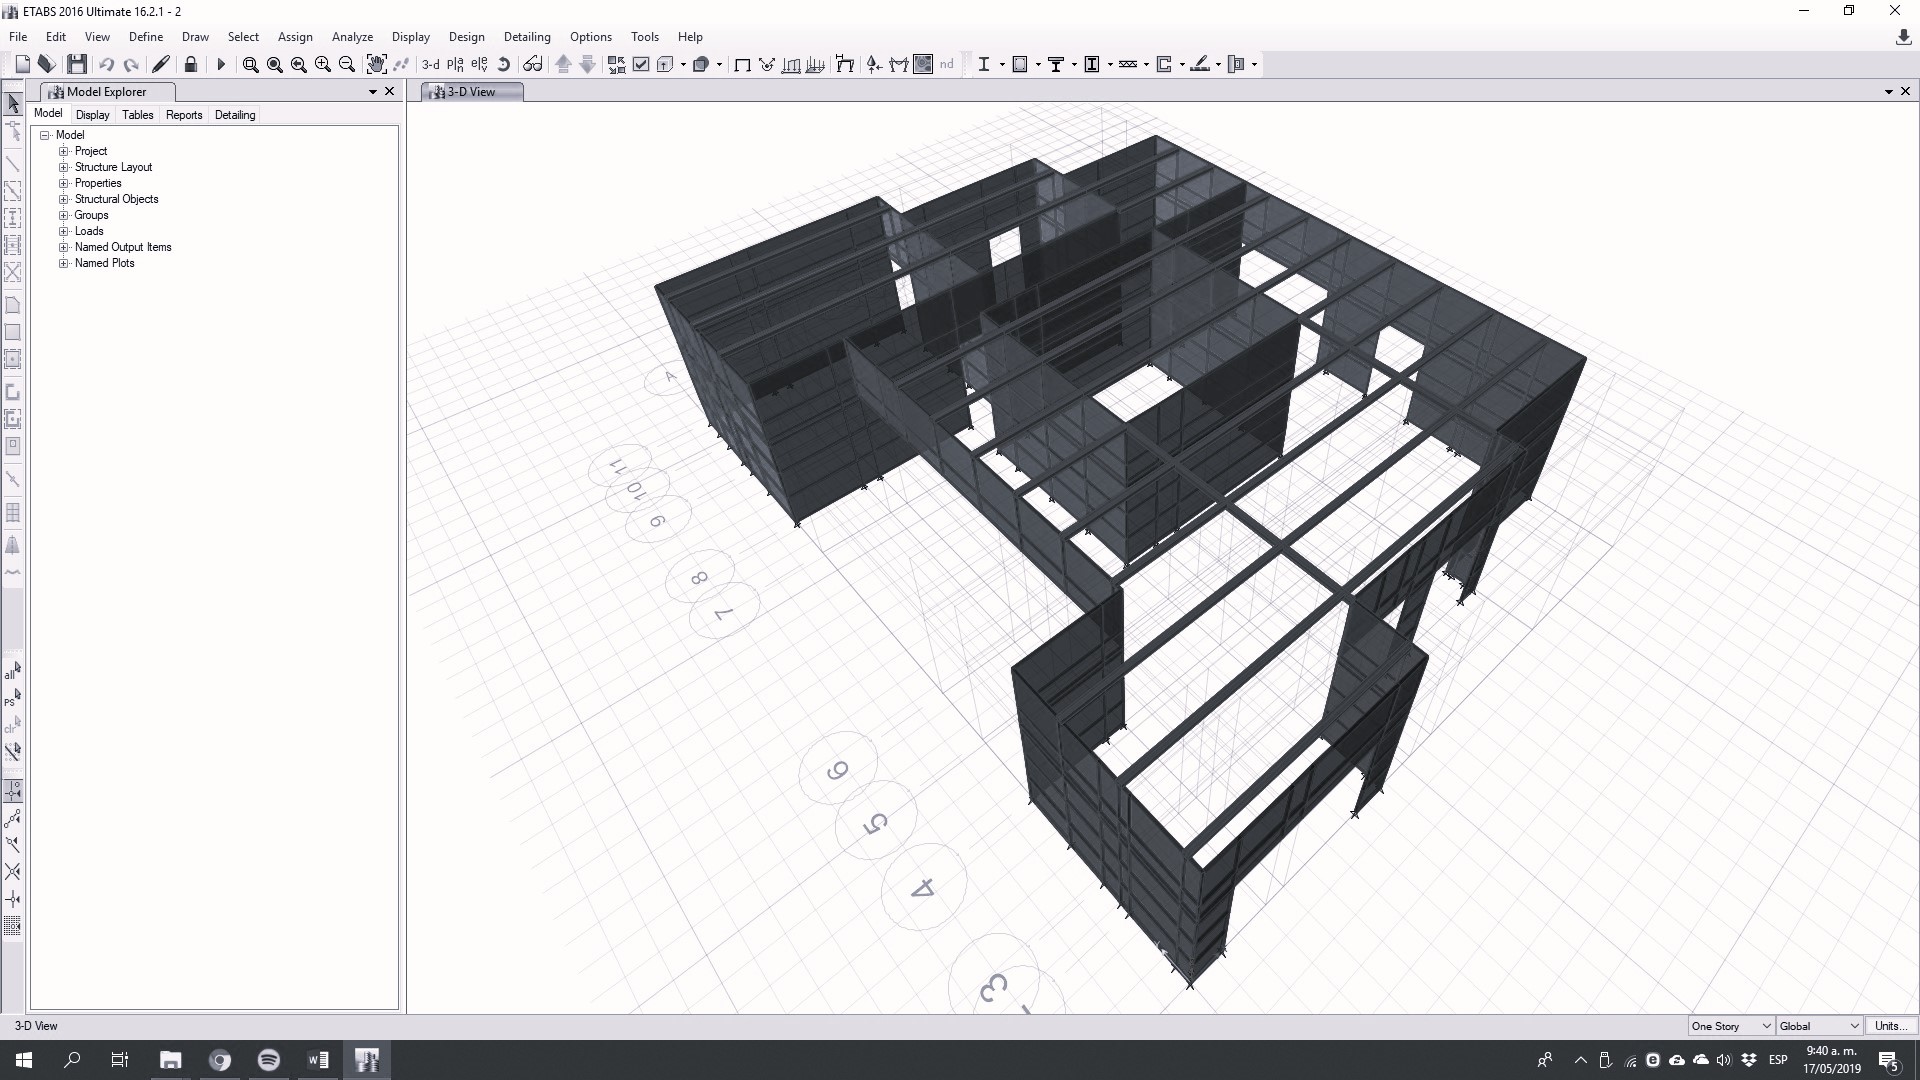 ETABS 2016 Ultimate 16.2.1 - 2
File Edit View Define Draw Select Assign Analyze Display Design Detailing Options Tools Help
3-d nd
Model Explorer
3-D View
Model Display Tables Reports Detailing
Model
Project
Structure Layout
Properties
Structural Objects
Groups
Loads
Named Output Items
Named Plots
all
PS
clr
A
11
10
9
8
7
6
5
4
3
3-D View
One Story
Global
Units...
ESP
9:40 a. m.
17/05/2019
5